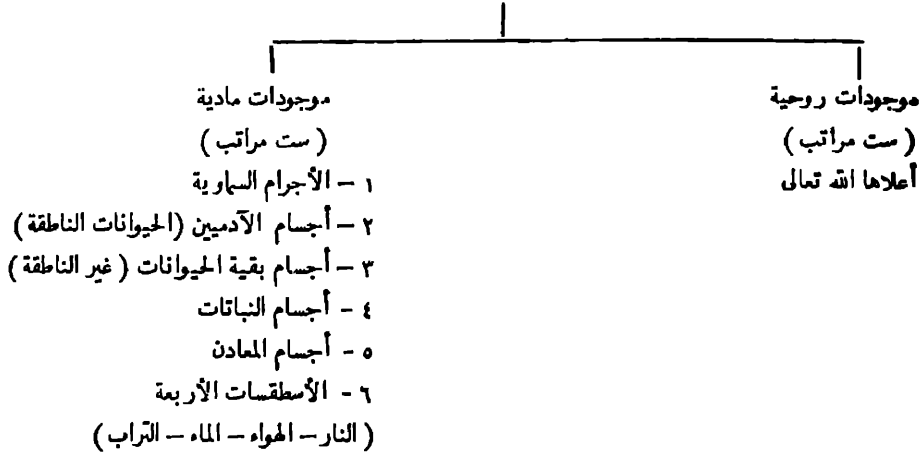 موجودات روحية
(ست مراتب)
أعلاها الله تعالى
موجودات مادية
(ست مراتب)
١ – الأجرام السماوية
٢ – أجسام الآدميين (الحيوانات الناطقة)
٣ – أجسام بقية الحيوانات (غير الناطقة)
٤ – أجسام النباتات
٥ – أجسام المعادن
٦ – الأسطقسات الأربعة
(النار – الهواء – الماء – التراب)